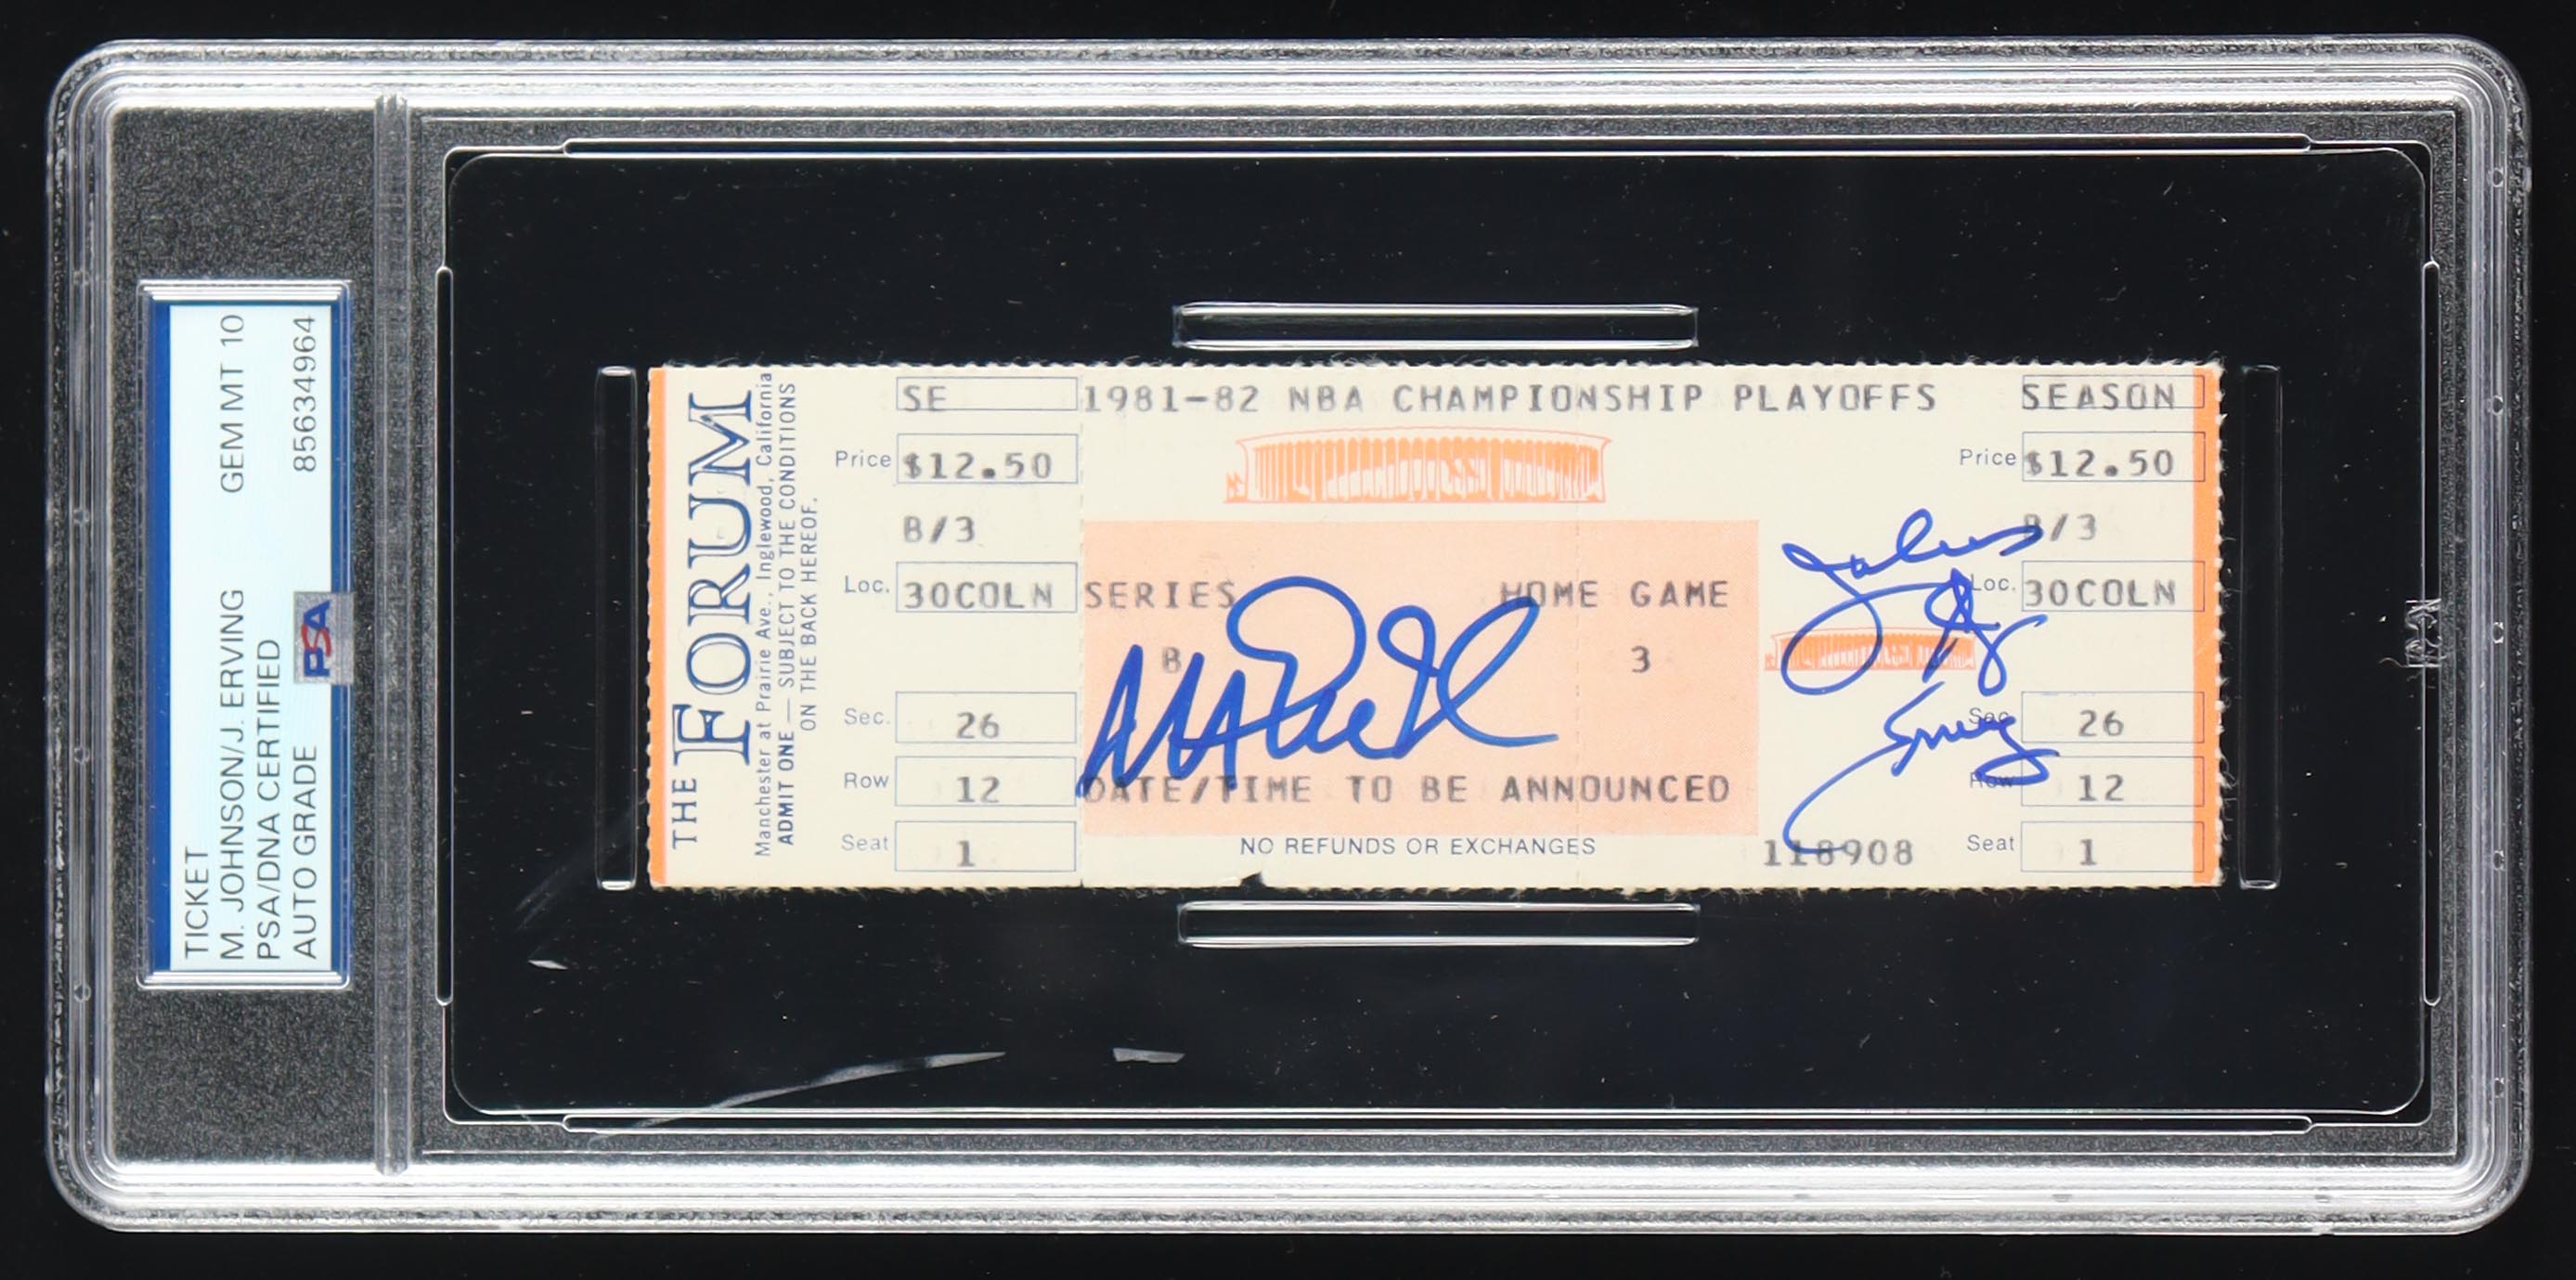 TICKET
M. JOHNSON/J. ERVING
GEM MT 10
PSA/DNA CERTIFIED
AUTO GRADE
85634964
PSA
THE FORUM
Manchester at Prairie Ave., Inglewood, California
ADMIT ONE — SUBJECT TO THE CONDITIONS
ON THE BACK HEREOF.
SE
Price $12.50
B/3
Loc. 30COLN
Sec. 26
Row 12
Seat 1
1981-82 NBA CHAMPIONSHIP PLAYOFFS
SERIES HOME GAME
B 3
DATE/TIME TO BE ANNOUNCED
NO REFUNDS OR EXCHANGES
Julius
Erving
118908
SEASON
Price $12.50
B/3
Loc. 30COLN
Sec. 26
Row 12
Seat 1